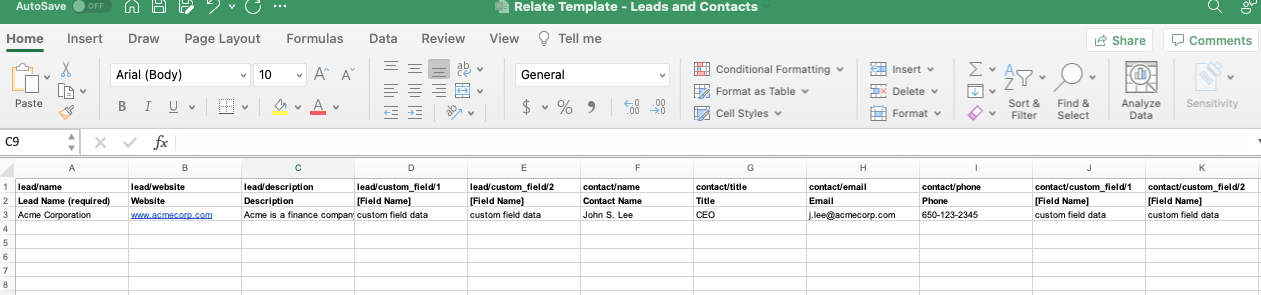 AutoSave OFF ... Relate Template - Leads and Contacts
Home Insert Draw Page Layout Formulas Data Review View Tell me Share Comments
Paste
Arial (Body) 10 A^ A˅
B I U A
ab
General
$ % 9 .00 .00
Conditional Formatting
Format as Table
Cell Styles
Insert
Delete
Format
Σ A Z
Sort & Filter
Find & Select
Analyze Data
Sensitivity
C9 fx
A B C D E F G H I J K
1 lead/name lead/website lead/description lead/custom_field/1 lead/custom_field/2 contact/name contact/title contact/email contact/phone contact/custom_field/1 contact/custom_field/2
2 Lead Name (required) Website Description [Field Name] [Field Name] Contact Name Title Email Phone [Field Name] [Field Name]
3 Acme Corporation www.acmecorp.com Acme is a finance company custom field data custom field data John S. Lee CEO j.lee@acmecorp.com 650-123-2345 custom field data custom field data
4
5
6
7
8